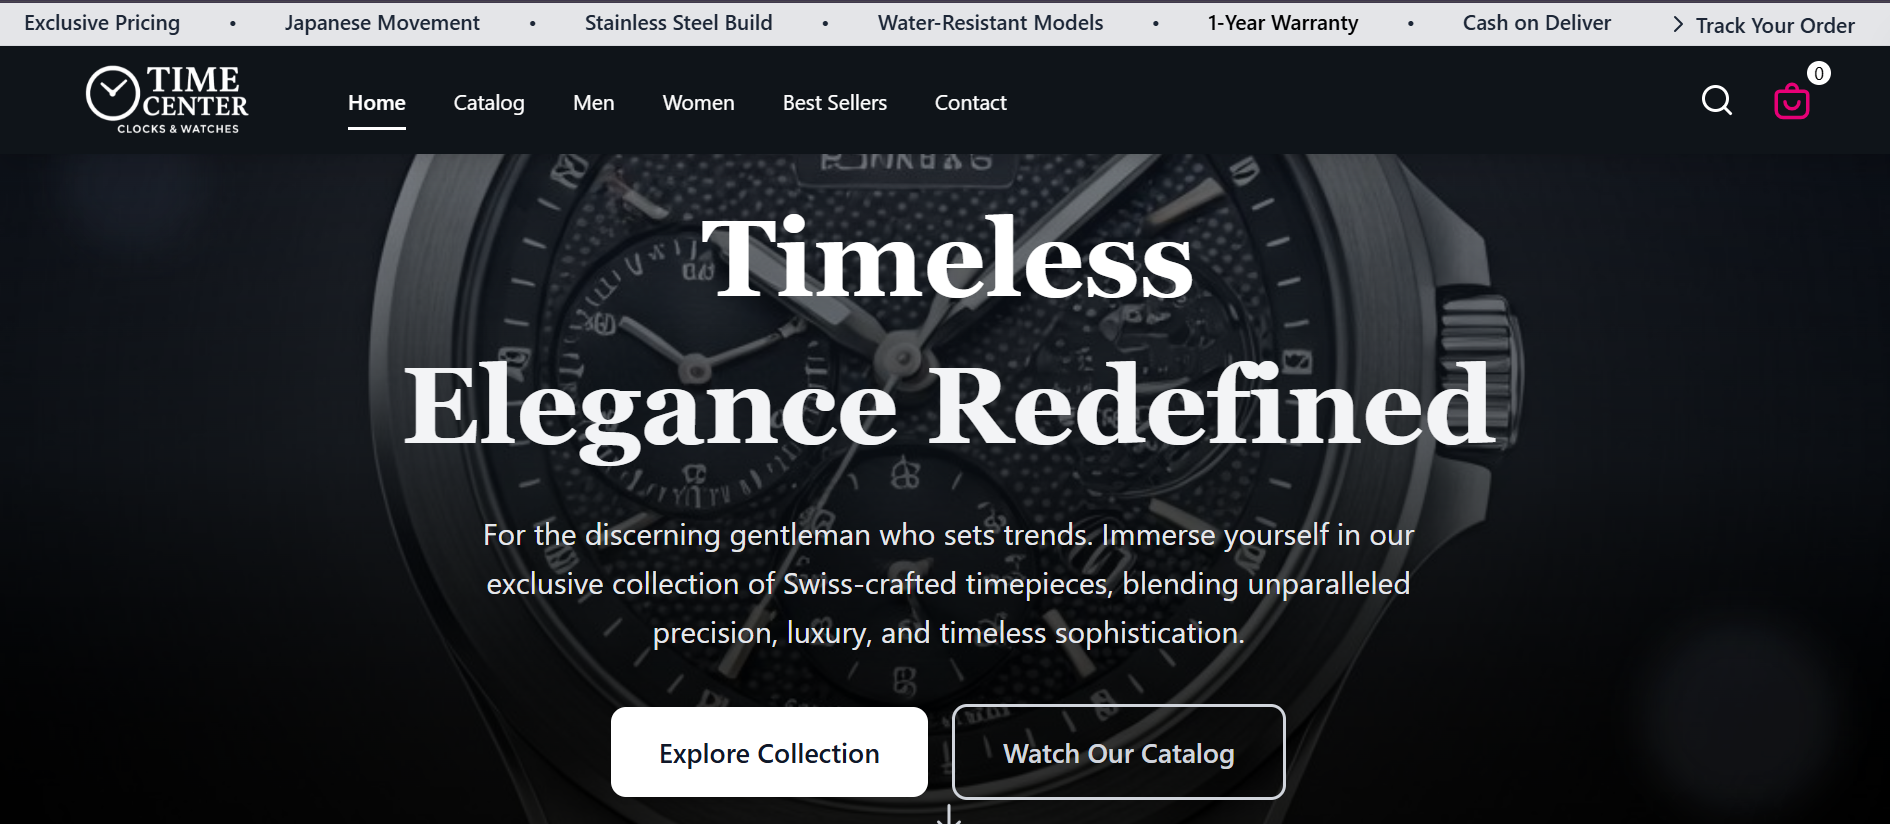 Exclusive Pricing • Japanese Movement • Stainless Steel Build • Water-Resistant Models • 1-Year Warranty • Cash on Deliver
Track Your Order
TIME
CENTER
CLOCKS & WATCHES
Home Catalog Men Women Best Sellers Contact
0
Timeless
Elegance Redefined
For the discerning gentleman who sets trends. Immerse yourself in our
exclusive collection of Swiss-crafted timepieces, blending unparalleled
precision, luxury, and timeless sophistication.
Explore Collection
Watch Our Catalog